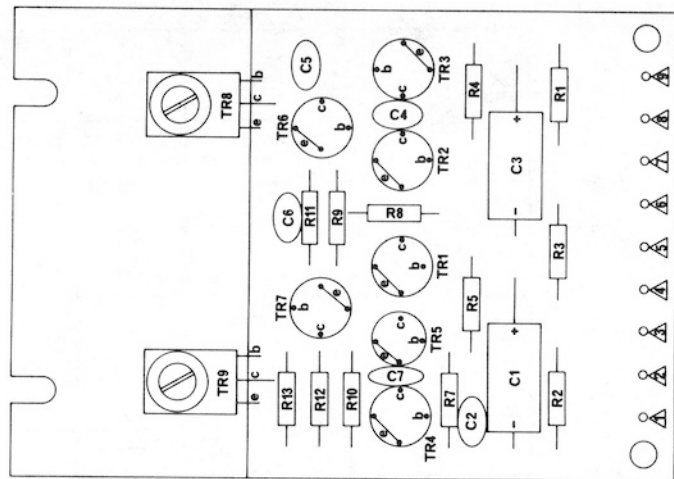 TR8
b
c
e
C5
TR6
c
e
b
TR3
e
b
c
C4
TR2
c
e
b
R4
R1
C3
+
-
9
8
7
6
5
4
3
2
1
C6
R11
R9
R8
R3
TR7
b
e
c
TR1
c
e
b
R5
TR5
c
b
e
C7
TR4
c
e
b
TR9
b
c
e
R13
R12
R10
R7
C2
C1
+
-
R2